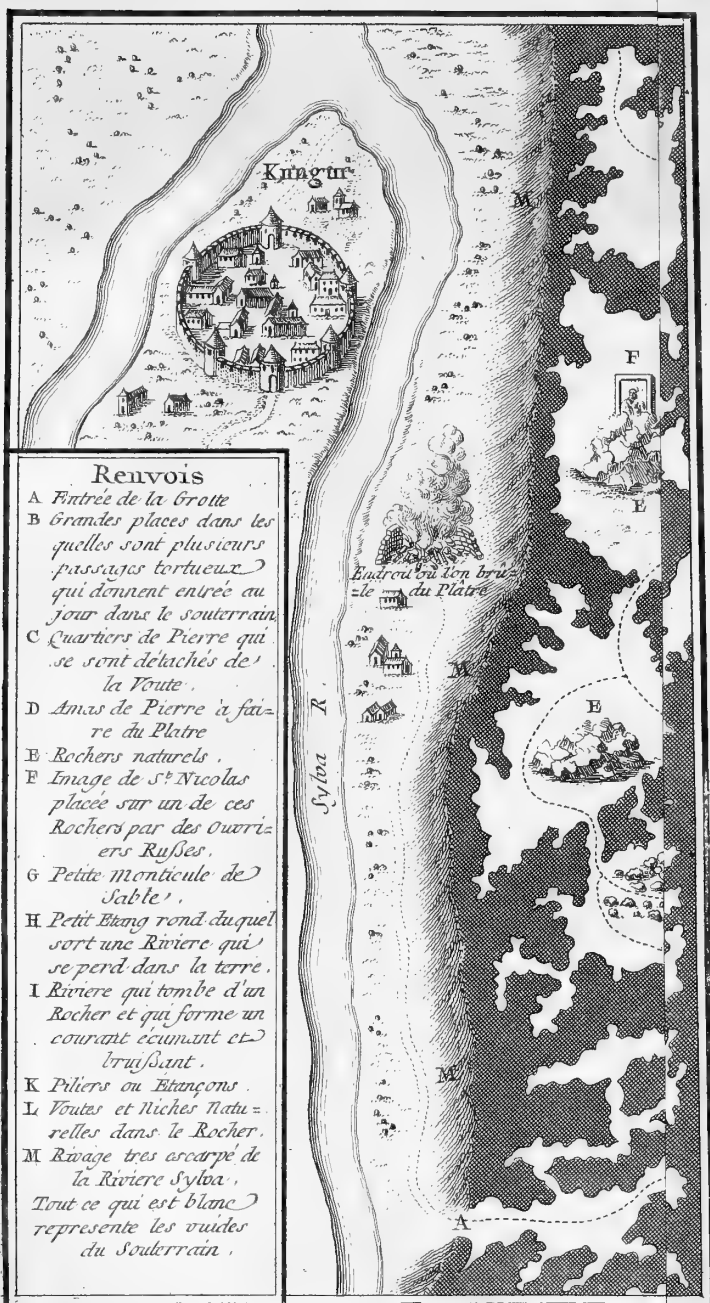 Kungur
M
F
E
Endroit où l'on brû=
=le du Platre
M
E
Sylva R.
M
A
Renvois
A Entrée de la Grotte
B Grandes places dans les
quelles sont plusieurs
passages tortueux
qui donnent entrée au
jour dans le souterrain
C Quartiers de Pierre qui
se sont détachés de
la Voute.
D Amas de Pierre à fai=
re du Platre
E Rochers naturels.
F Image de St. Nicolas
placée sur un de ces
Rochers par des Ouvri=
ers Rußes.
G Petite monticule de
Sable.
H Petit Etang rond duquel
sort une Riviere qui
se perd dans la terre.
I Riviere qui tombe d'un
Rocher et qui forme un
courant écumant et
bruißant.
K Piliers ou Etançons.
L Voutes et Niches Natu=
relles dans le Rocher.
M Rivage tres escarpé de
la Riviere Sylva.
Tout ce qui est blanc
represente les vuides
du Souterrain.